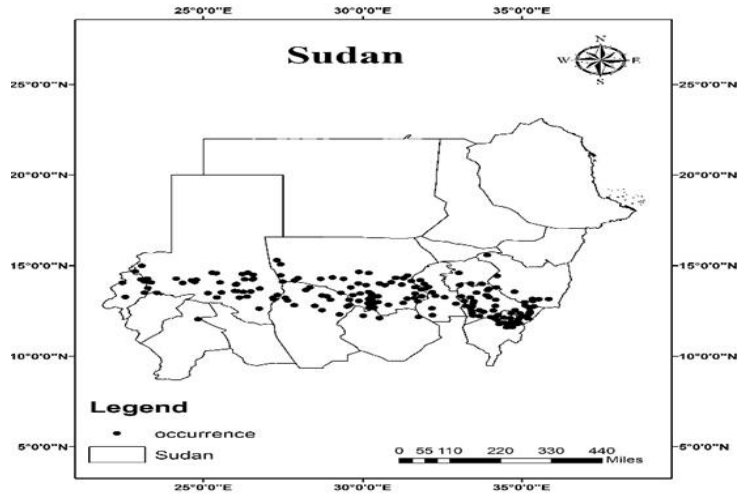 25°0'0"E 30°0'0"E 35°0'0"E
Sudan
N
W E
S
25°0'0"N 25°0'0"N
20°0'0"N 20°0'0"N
15°0'0"N 15°0'0"N
10°0'0"N 10°0'0"N
Legend
occurrence
Sudan
5°0'0"N 5°0'0"N
0 55 110 220 330 440
Miles
25°0'0"E 30°0'0"E 35°0'0"E